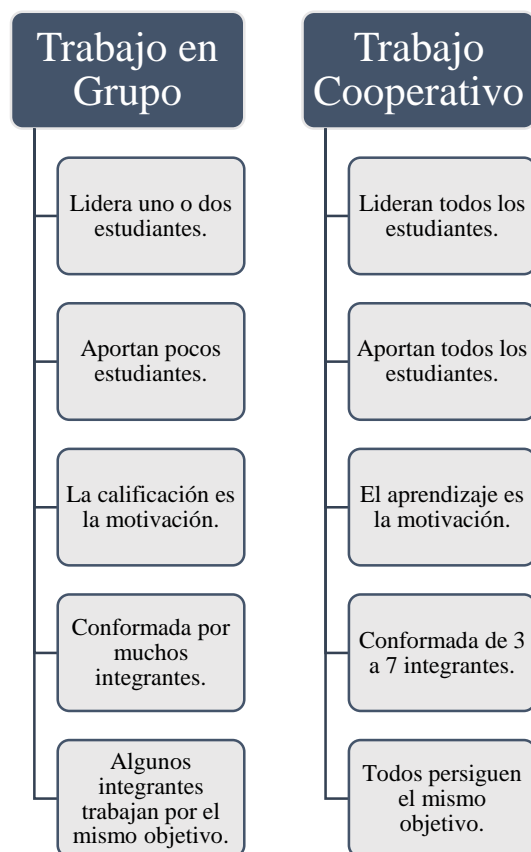 Trabajo en
Grupo
Lidera uno o dos
estudiantes.
Aportan pocos
estudiantes.
La calificación es
la motivación.
Conformada por
muchos
integrantes.
Algunos
integrantes
trabajan por el
mismo objetivo.
Trabajo
Cooperativo
Lideran todos los
estudiantes.
Aportan todos los
estudiantes.
El aprendizaje es
la motivación.
Conformada de 3
a 7 integrantes.
Todos persiguen
el mismo
objetivo.